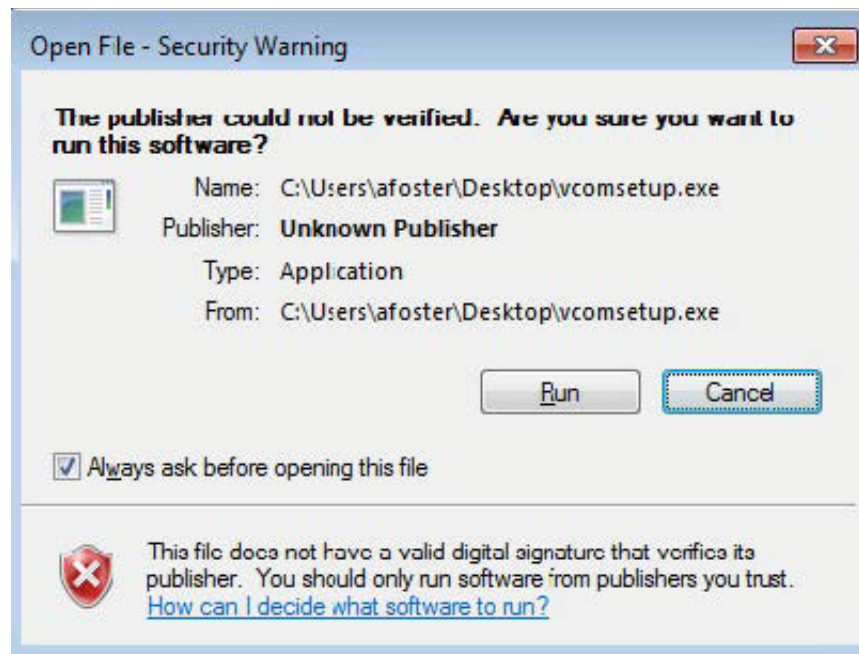 Open File - Security Warning
The publisher could not be verified. Are you sure you want to
run this software?
Name: C:\Users\afoster\Desktop\vcomsetup.exe
Publisher: Unknown Publisher
Type: Application
From: C:\Users\afoster\Desktop\vcomsetup.exe
Run Cancel
Always ask before opening this file
This file does not have a valid digital signature that verifies its
publisher. You should only run software from publishers you trust.
How can I decide what software to run?